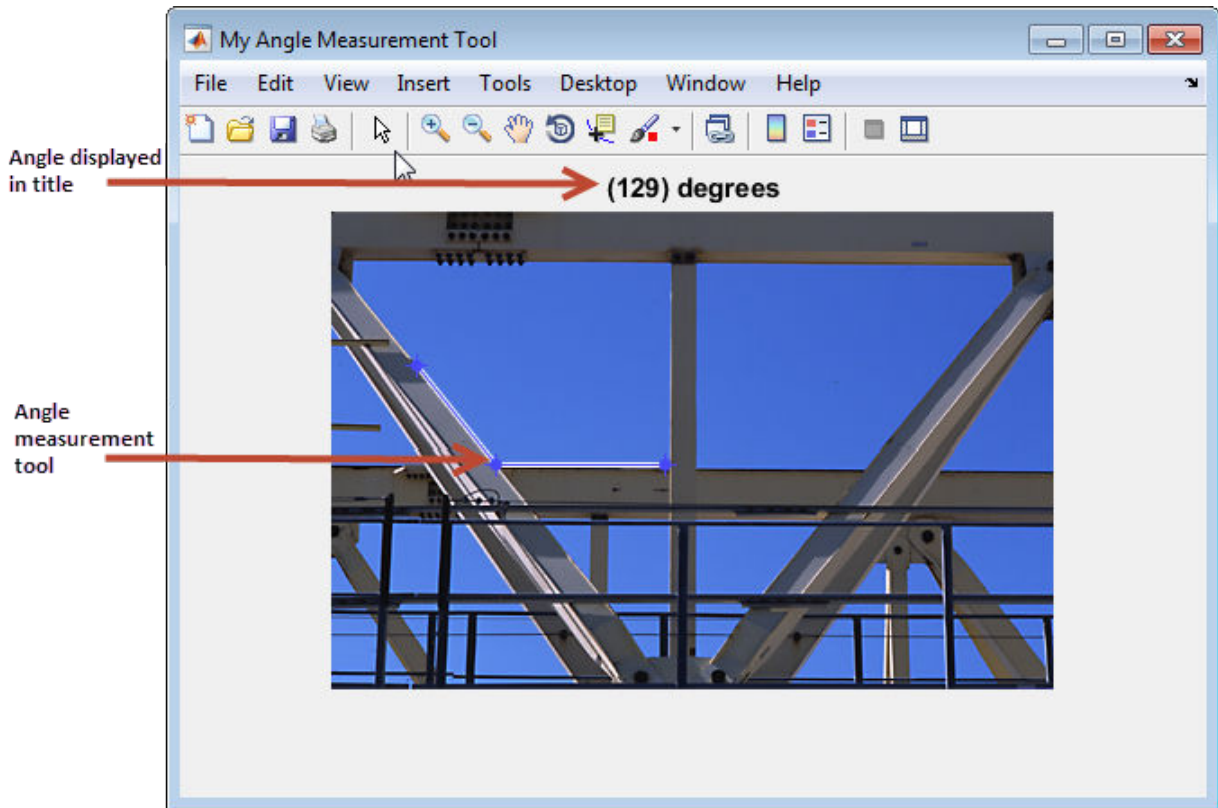 My Angle Measurement Tool
File Edit View Insert Tools Desktop Window Help
Angle displayed
in title
(129) degrees
Angle
measurement
tool